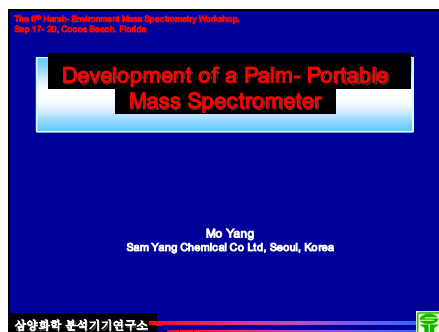 The 6th Harsh- Environment Mass Spectrometry Workshop,
Sep 17- 20, Cocoa Beach. Florida
Development of a Palm- Portable
Mass Spectrometer
Mo Yang
Sam Yang Chemical Co Ltd, Seoul, Korea
삼양화학 분석기기연구소